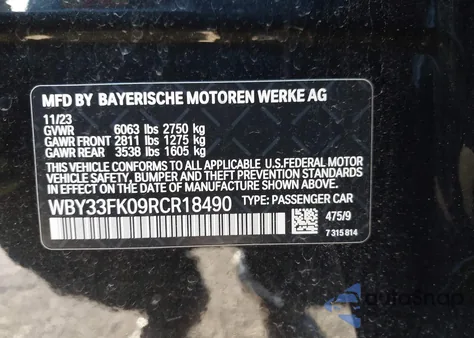 MFD BY BAYERISCHE MOTOREN WERKE AG
11/23
GVWR 6063 lbs 2750 kg
GAWR FRONT 2811 lbs 1275 kg
GAWR REAR 3538 lbs 1605 kg
THIS VEHICLE CONFORMS TO ALL APPLICABLE U.S.FEDERAL MOTOR
VEHICLE SAFETY, BUMPER AND THEFT PREVENTION STANDARDS
IN EFFECT ON THE DATE OF MANUFACTURE SHOWN ABOVE.
WBY33FK09RCR18490 TYPE: PASSENGER CAR
475/9
7 315 814
autoSnap